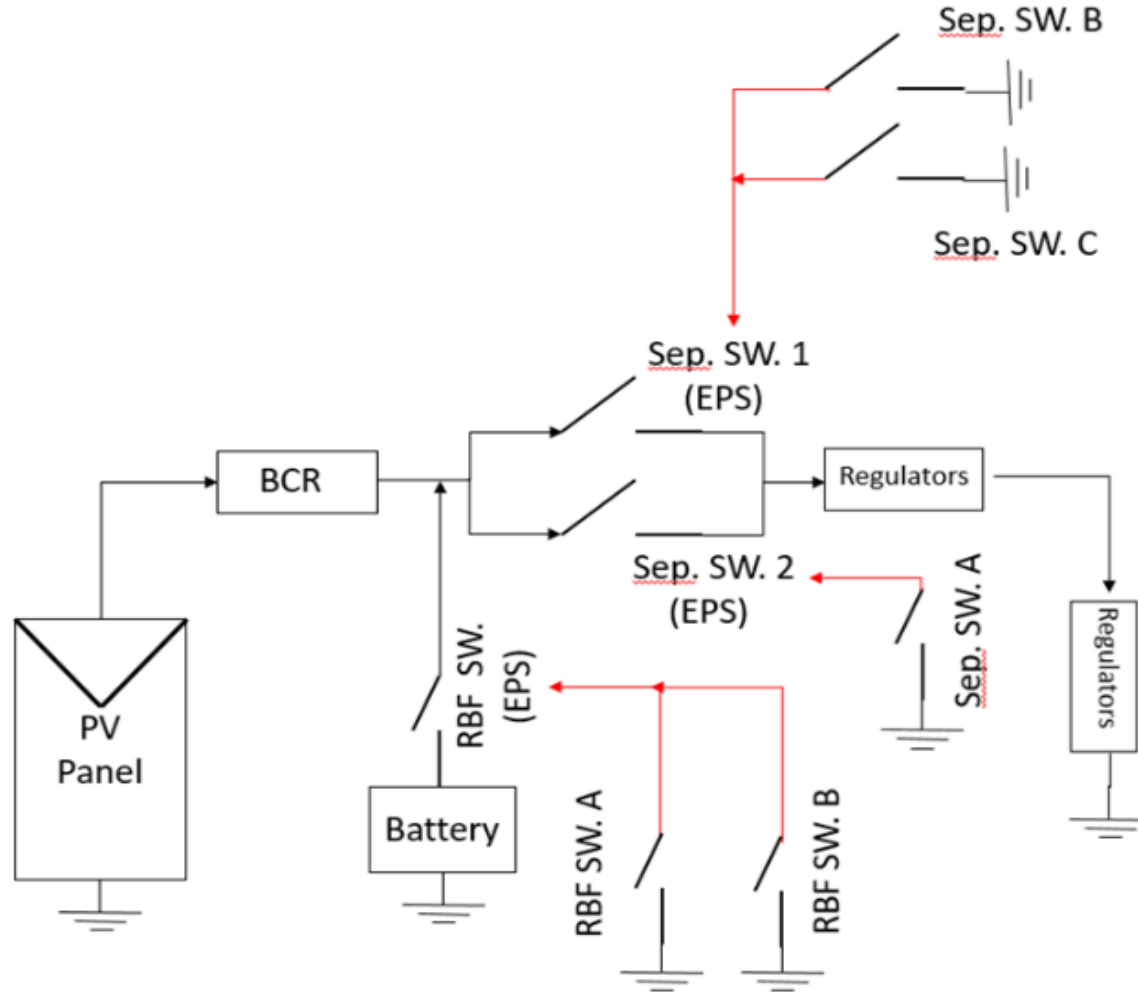 Sep. SW. B
Sep. SW. C
Sep. SW. 1
(EPS)
BCR
Regulators
Sep. SW. 2
(EPS)
Sep. SW. A
Regulators
RBF SW.
(EPS)
PV
Panel
Battery
RBF SW. A
RBF SW. B